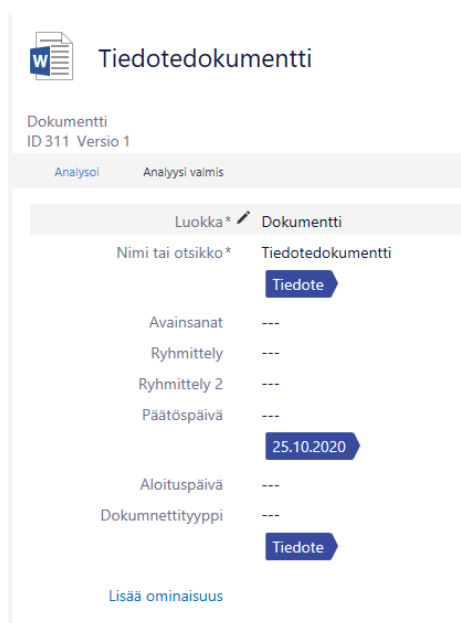 W
Tiedotedokumentti
Dokumentti
ID 311 Versio 1
Analysoi Analyysi valmis
Luokka* Dokumentti
Nimi tai otsikko* Tiedotedokumentti
Tiedote
Avainsanat ---
Ryhmittely ---
Ryhmittely 2 ---
Päätöspäivä ---
25.10.2020
Aloituspäivä ---
Dokumnettityyppi ---
Tiedote
Lisää ominaisuus